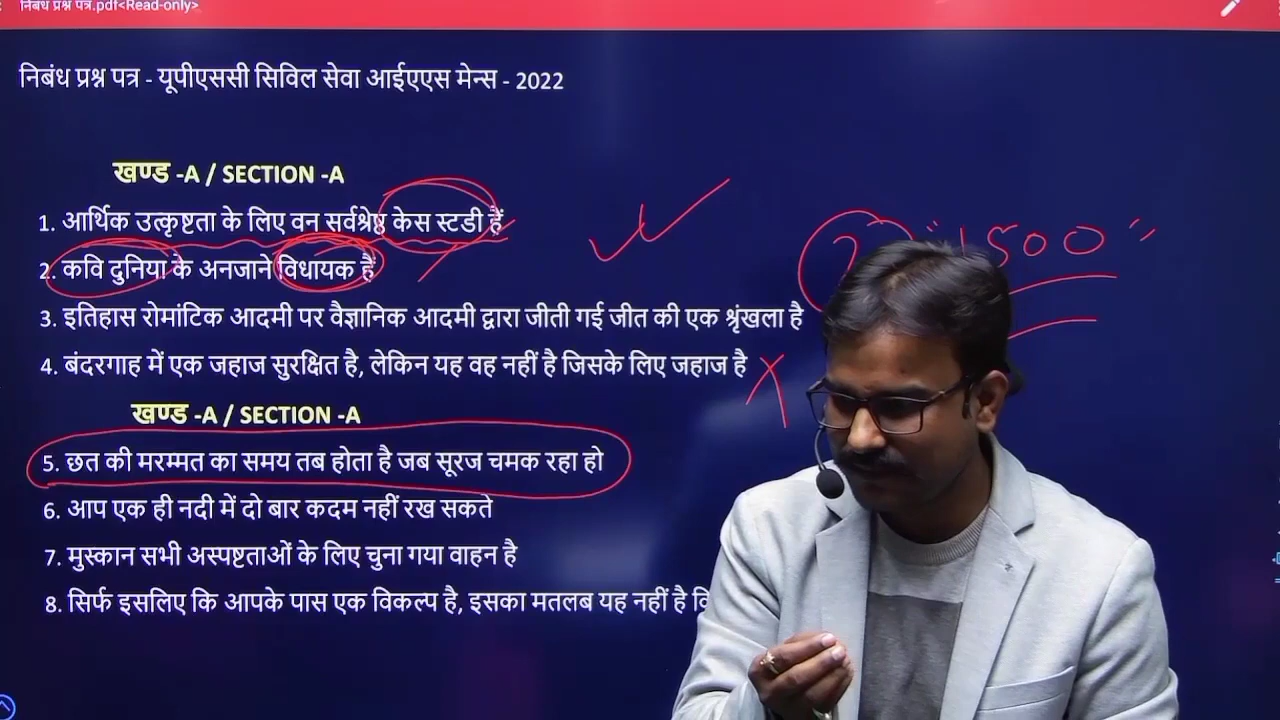 निबंध प्रश्न पत्र.pdf<Read-only>
निबंध प्रश्न पत्र - यूपीएससी सिविल सेवा आईएएस मेन्स - 2022
खण्ड -A / SECTION -A
1. आर्थिक उत्कृष्टता के लिए वन सर्वश्रेष्ठ केस स्टडी हैं
2. कवि दुनिया के अनजाने विधायक हैं
" 1500 "
3. इतिहास रोमांटिक आदमी पर वैज्ञानिक आदमी द्वारा जीती गई जीत की एक श्रृंखला है
4. बंदरगाह में एक जहाज सुरक्षित है, लेकिन यह वह नहीं है जिसके लिए जहाज है
खण्ड -A / SECTION -A
5. छत की मरम्मत का समय तब होता है जब सूरज चमक रहा हो
6. आप एक ही नदी में दो बार कदम नहीं रख सकते
7. मुस्कान सभी अस्पष्टताओं के लिए चुना गया वाहन है
8. सिर्फ इसलिए कि आपके पास एक विकल्प है, इसका मतलब यह नहीं है